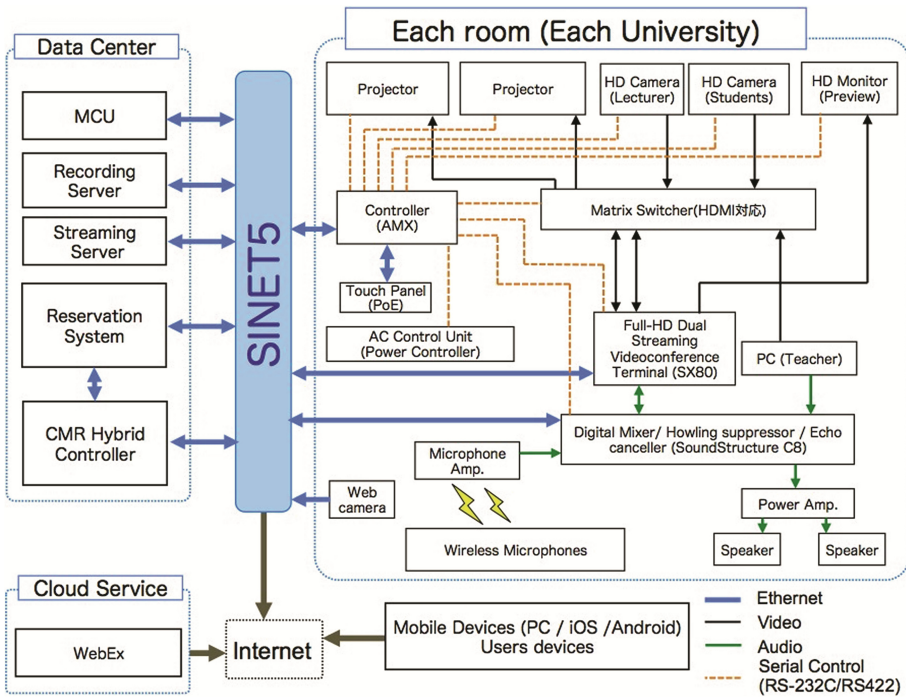 Data Center
MCU
Recording
Server
Streaming
Server
Reservation
System
CMR Hybrid
Controller
SINET5
Each room (Each University)
Projector
Projector
HD Camera
(Lecturer)
HD Camera
(Students)
HD Monitor
(Preview)
Controller
(AMX)
Matrix Switcher(HDMI対応)
Touch Panel
(PoE)
AC Control Unit
(Power Controller)
Full-HD Dual
Streaming
Videoconference
Terminal (SX80)
PC (Teacher)
Digital Mixer/ Howling suppressor / Echo
canceller (SoundStructure C8)
Microphone
Amp.
Web
camera
Wireless Microphones
Power Amp.
Speaker
Speaker
Cloud Service
WebEx
Internet
Mobile Devices (PC / iOS /Android)
Users devices
Ethernet
Video
Audio
Serial Control
(RS-232C/RS422)